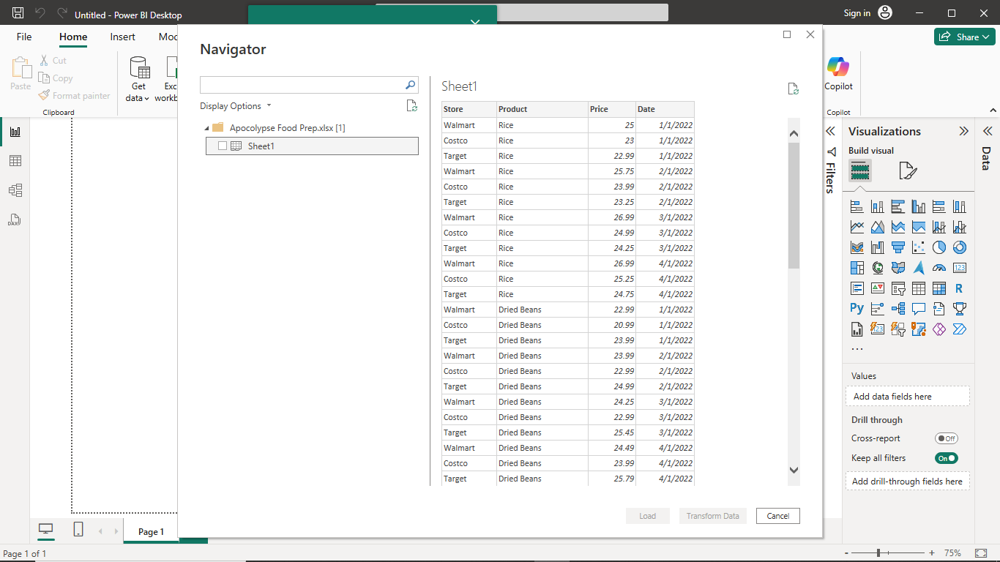 Untitled - Power BI Desktop
Sign in
File Home Insert
Share
Paste
Cut
Copy
Format painter
Clipboard
Get data
Copilot
Copilot
Navigator
Display Options
Apocolypse Food Prep.xlsx [1]
Sheet1
Sheet1
Store Product Price Date
Walmart Rice 25 1/1/2022
Costco Rice 23 1/1/2022
Target Rice 22.99 1/1/2022
Walmart Rice 25.75 2/1/2022
Costco Rice 23.99 2/1/2022
Target Rice 23.25 2/1/2022
Walmart Rice 26.99 3/1/2022
Costco Rice 24.99 3/1/2022
Target Rice 24.25 3/1/2022
Walmart Rice 26.99 4/1/2022
Costco Rice 25.25 4/1/2022
Target Rice 24.75 4/1/2022
Walmart Dried Beans 22.99 1/1/2022
Costco Dried Beans 20.99 1/1/2022
Target Dried Beans 23.99 1/1/2022
Walmart Dried Beans 23.99 2/1/2022
Costco Dried Beans 22.99 2/1/2022
Target Dried Beans 24.99 2/1/2022
Walmart Dried Beans 24.25 3/1/2022
Costco Dried Beans 22.99 3/1/2022
Target Dried Beans 25.45 3/1/2022
Walmart Dried Beans 24.49 4/1/2022
Costco Dried Beans 23.99 4/1/2022
Target Dried Beans 25.79 4/1/2022
Load Transform Data Cancel
Filters
Visualizations
Build visual
Data
DAX
123
R
Py
123
Values
Add data fields here
Drill through
Cross-report Off
Keep all filters On
Add drill-through fields here
Page 1
Page 1 of 1
- + 75%